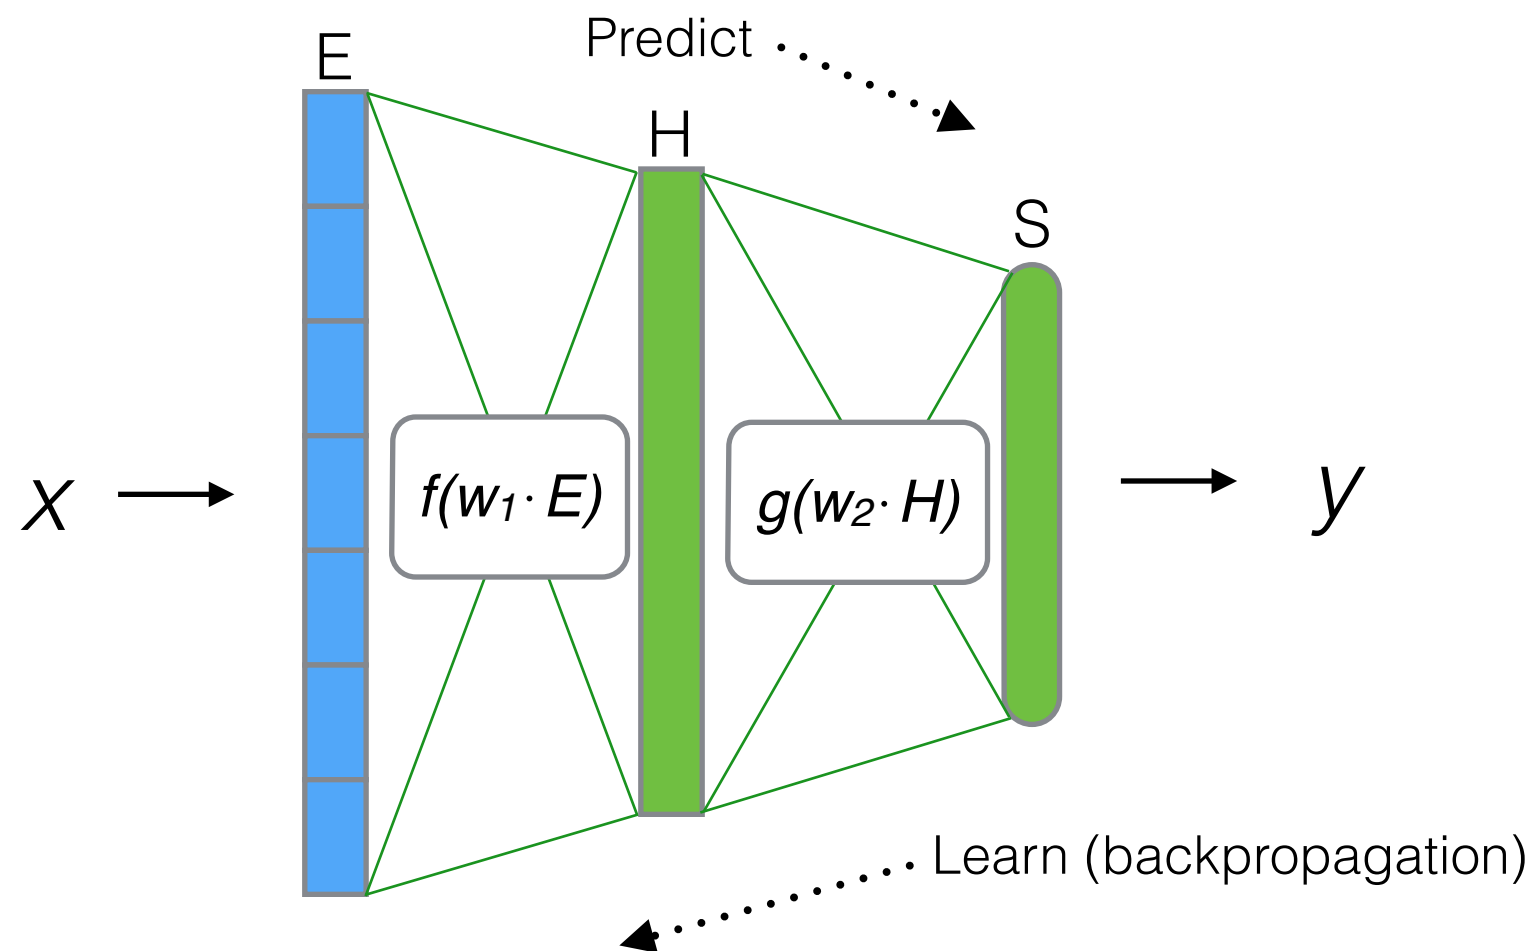 Predict
E
H
S
x
f(w₁· E)
g(w₂· H)
y
Learn (backpropagation)